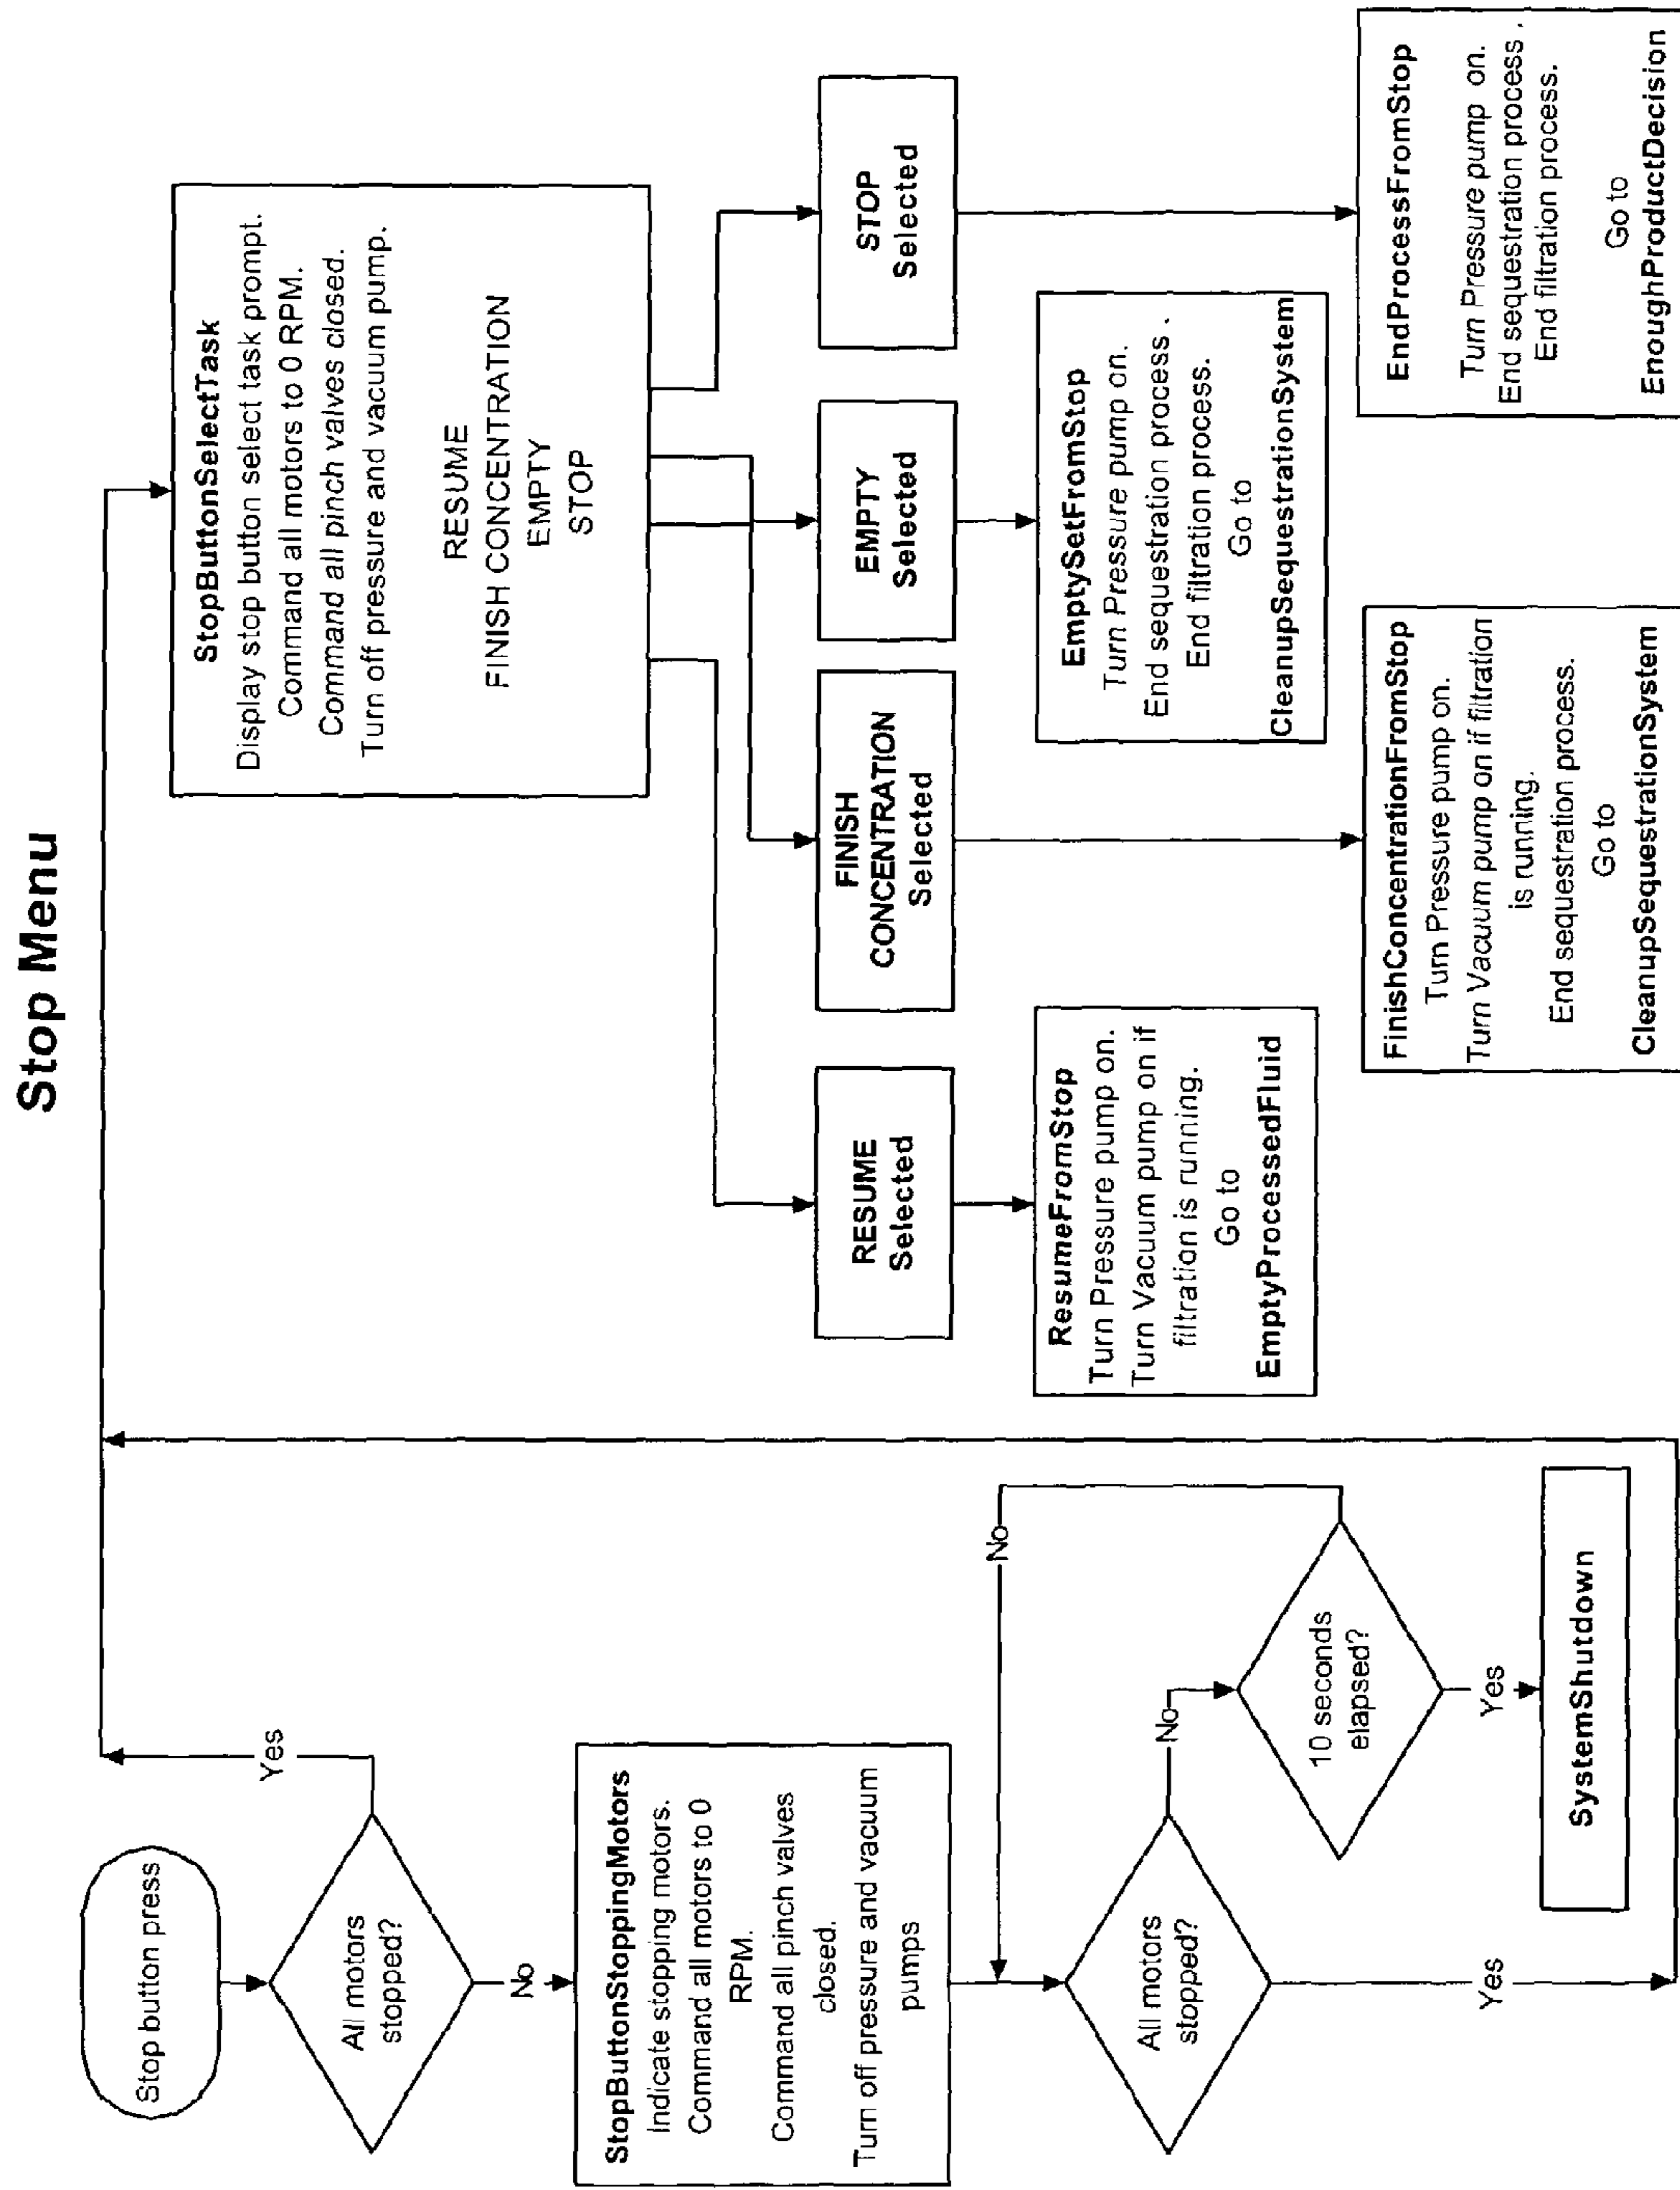 Stop Menu
Stop button press
All motors
stopped?
Yes
No
StopButtonStoppingMotors
Indicate stopping motors.
Command all motors to 0
RPM.
Command all pinch valves
closed.
Turn off pressure and vacuum
pumps
All motors
stopped?
No
10 seconds
elapsed?
No
Yes
SystemShutdown
Yes
StopButtonSelectTask
Display stop button select task prompt.
Command all motors to 0 RPM.
Command all pinch valves closed.
Turn off pressure and vacuum pump.
RESUME
FINISH CONCENTRATION
EMPTY
STOP
RESUME
Selected
FINISH
CONCENTRATION
Selected
EMPTY
Selected
STOP
Selected
ResumeFromStop
Turn Pressure pump on.
Turn Vacuum pump on if
filtration is running.
Go to
EmptyProcessedFluid
FinishConcentrationFromStop
Turn Pressure pump on.
Turn Vacuum pump on if filtration
is running.
End sequestration process.
Go to
CleanupSequestrationSystem
EmptySetFromStop
Turn Pressure pump on.
End sequestration process .
End filtration process.
Go to
CleanupSequestrationSystem
EndProcessFromStop
Turn Pressure pump on.
End sequestration process .
End filtration process.
Go to
EnoughProductDecision